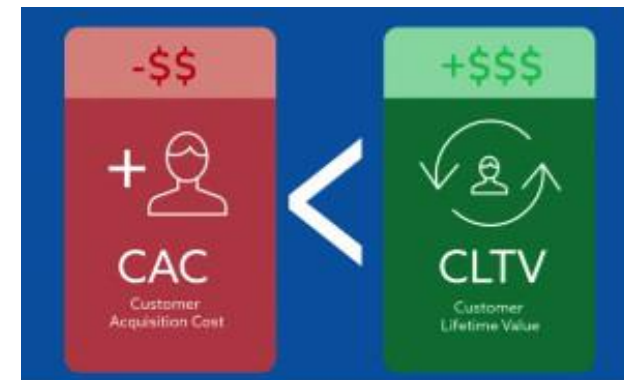 -$$
+
CAC
Customer
Acquisition Cost
<
+$$$
CLTV
Customer
Lifetime Value